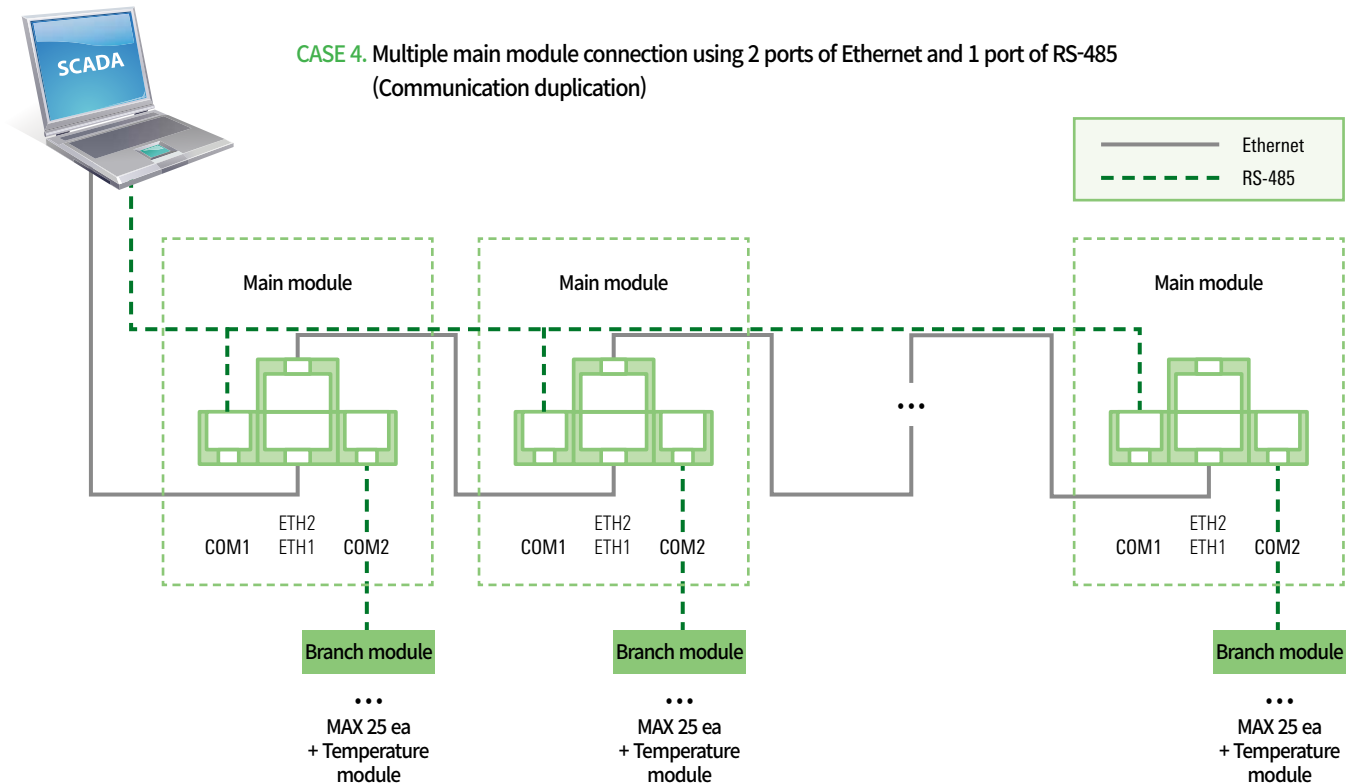 SCADA
CASE 4. Multiple main module connection using 2 ports of Ethernet and 1 port of RS-485
(Communication duplication)
Ethernet
RS-485
Main module
Main module
Main module
...
COM1
ETH2
ETH1
COM2
COM1
ETH2
ETH1
COM2
COM1
ETH2
ETH1
COM2
Branch module
...
MAX 25 ea
+ Temperature
module
Branch module
...
MAX 25 ea
+ Temperature
module
Branch module
...
MAX 25 ea
+ Temperature
module